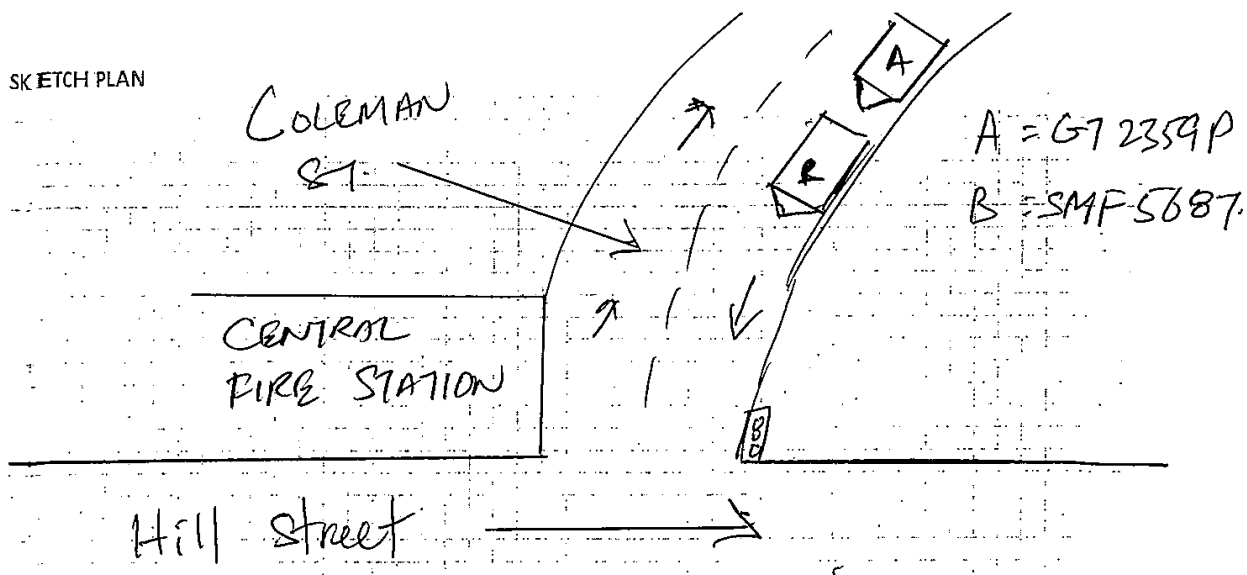 SKETCH PLAN
COLEMAN
ST.
A
A = GT 2359P
B = SMF 5687.
CENTRAL
FIRE STATION
Hill Street